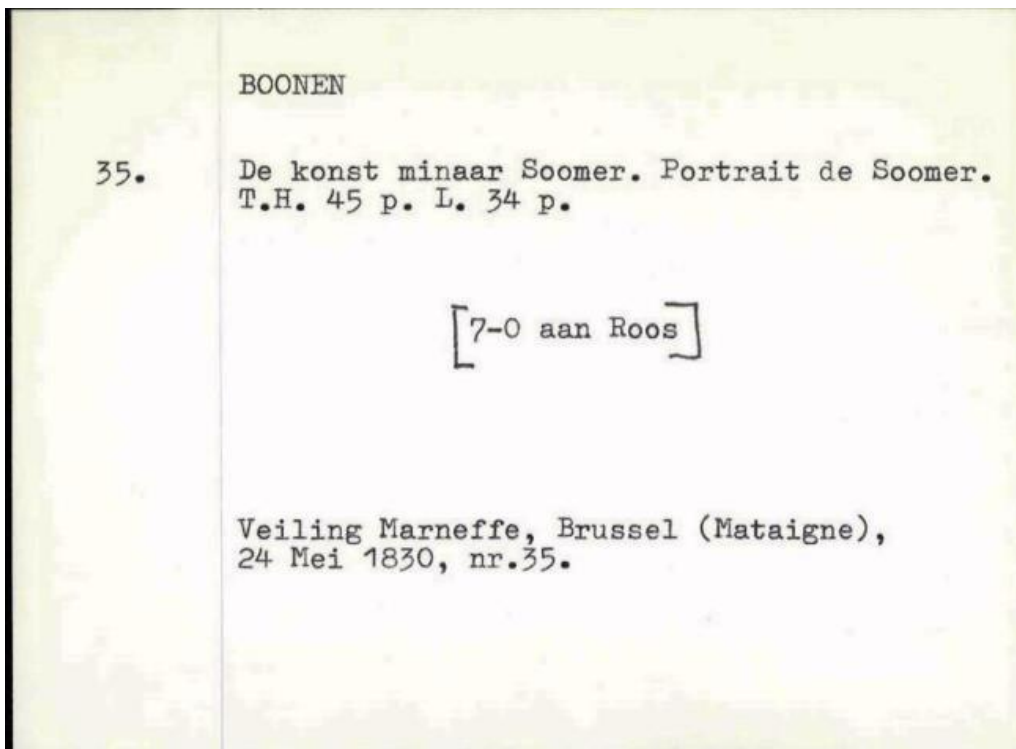 BOONEN
35. De konst minaar Soomer. Portrait de Soomer.
T.H. 45 p. L. 34 p.
[7-0 aan Roos]
Veiling Marneffe, Brussel (Mataigne),
24 Mei 1830, nr.35.